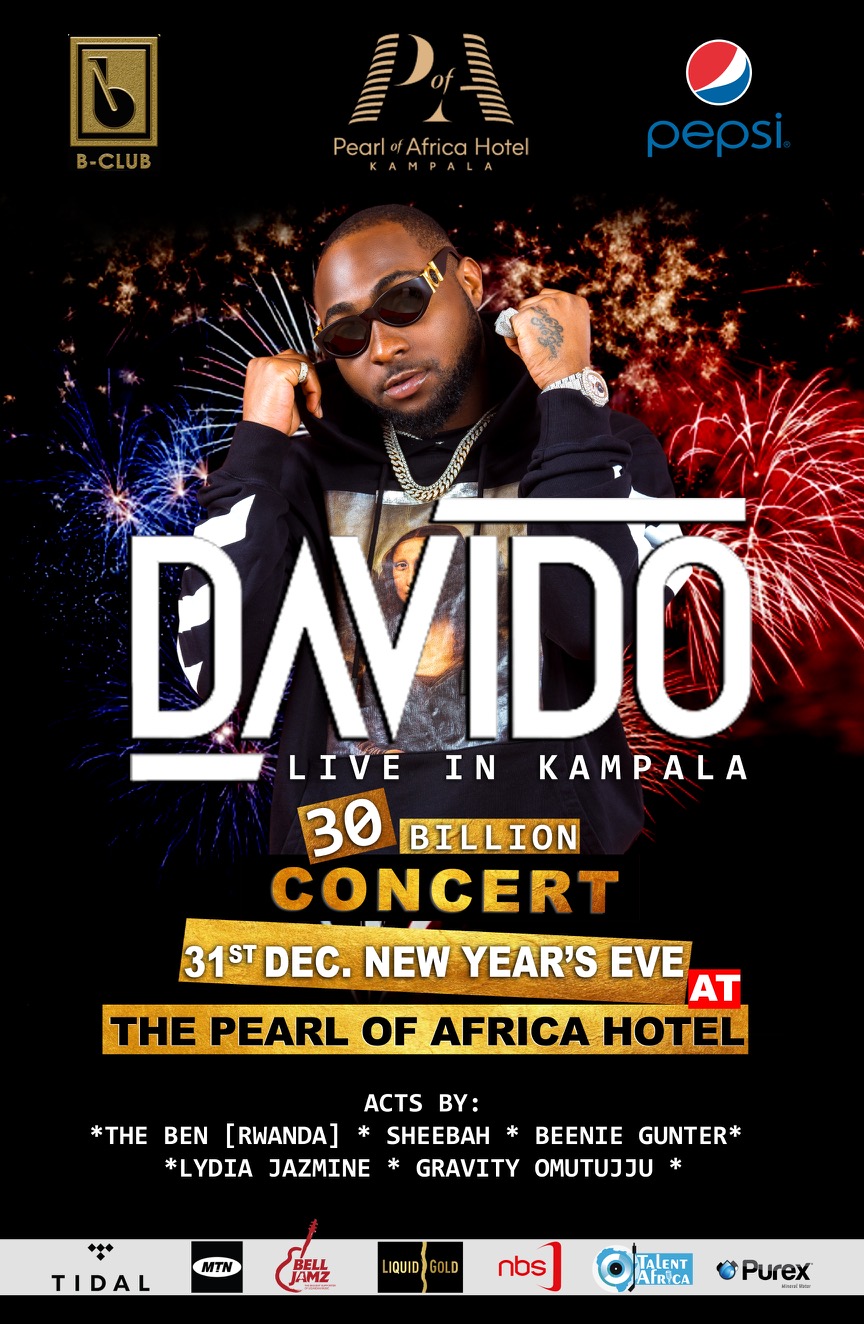 B-CLUB
P of A
Pearl of Africa Hotel
KAMPALA
pepsi®
DAVIDO
LIVE IN KAMPALA
30 BILLION
CONCERT
31ST DEC. NEW YEAR'S EVE
AT
THE PEARL OF AFRICA HOTEL
ACTS BY:
*THE BEN [RWANDA] * SHEEBAH * BEENIE GUNTER*
*LYDIA JAZMINE * GRAVITY OMUTUJJU *
TIDAL
MTN
BELL
JAMZ
LIQUID GOLD
nbs
TALENT
AFRICA
Purex
Mineral Water